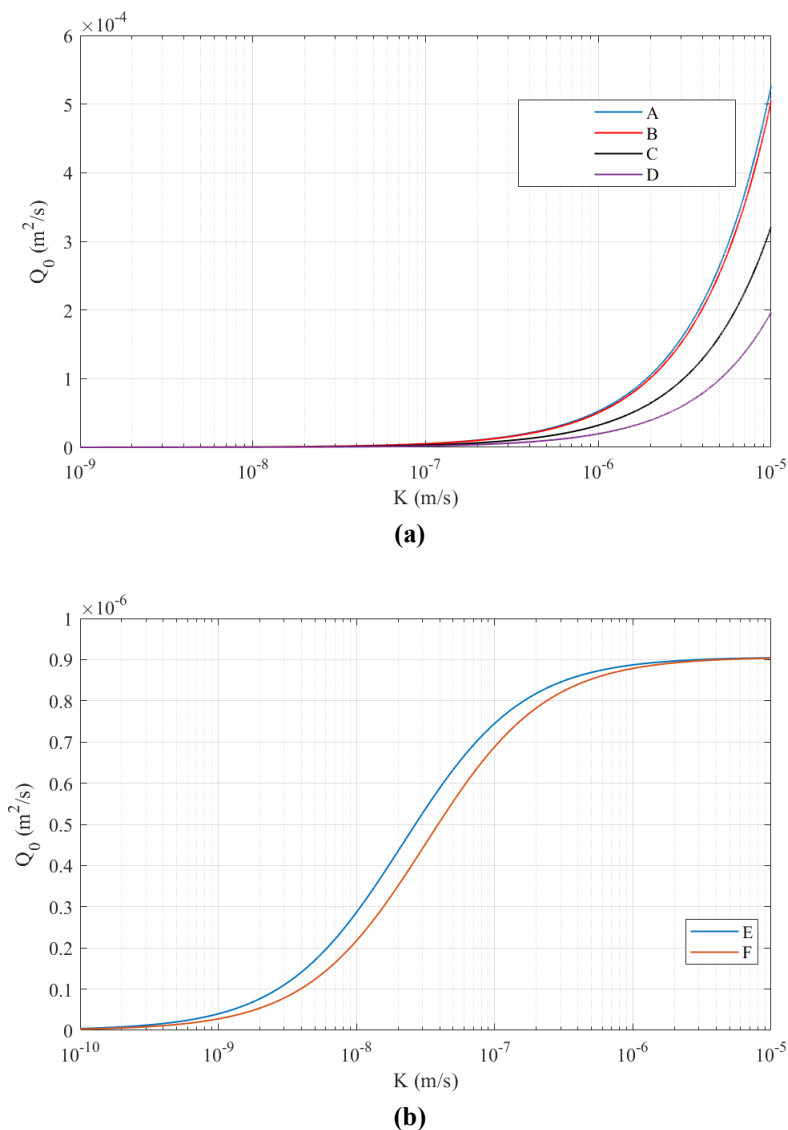 ×10⁻⁴
6
5
4
3
2
1
0
Q₀ (m²/s)
A
B
C
D
10⁻⁹ 10⁻⁸ 10⁻⁷ 10⁻⁶ 10⁻⁵
K (m/s)
(a)
×10⁻⁶
1
0.9
0.8
0.7
0.6
0.5
0.4
0.3
0.2
0.1
0
Q₀ (m²/s)
E
F
10⁻¹⁰ 10⁻⁹ 10⁻⁸ 10⁻⁷ 10⁻⁶ 10⁻⁵
K (m/s)
(b)